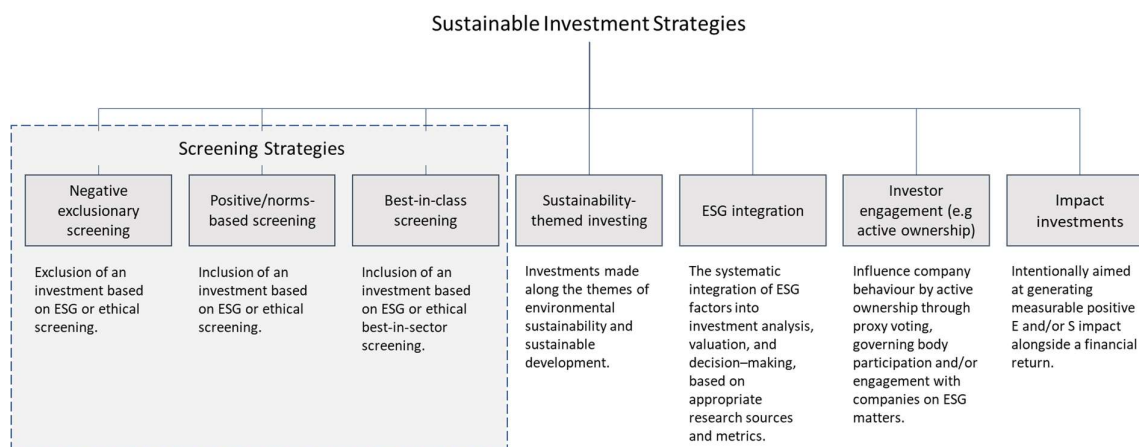 Sustainable Investment Strategies
Screening Strategies
Negative
exclusionary
screening
Positive/norms-
based screening
Best-in-class
screening
Sustainability-
themed investing
ESG integration
Investor
engagement (e.g
active ownership)
Impact
investments
Exclusion of an
investment based
on ESG or ethical
screening.
Inclusion of an
investment based
on ESG or ethical
screening.
Inclusion of an
investment based
on ESG or ethical
best-in-sector
screening.
Investments made
along the themes of
environmental
sustainability and
sustainable
development.
The systematic
integration of ESG
factors into
investment analysis,
valuation, and
decision–making,
based on
appropriate
research sources
and metrics.
Influence company
behaviour by active
ownership through
proxy voting,
governing body
participation and/or
engagement with
companies on ESG
matters.
Intentionally aimed
at generating
measurable positive
E and/or S impact
alongside a financial
return.